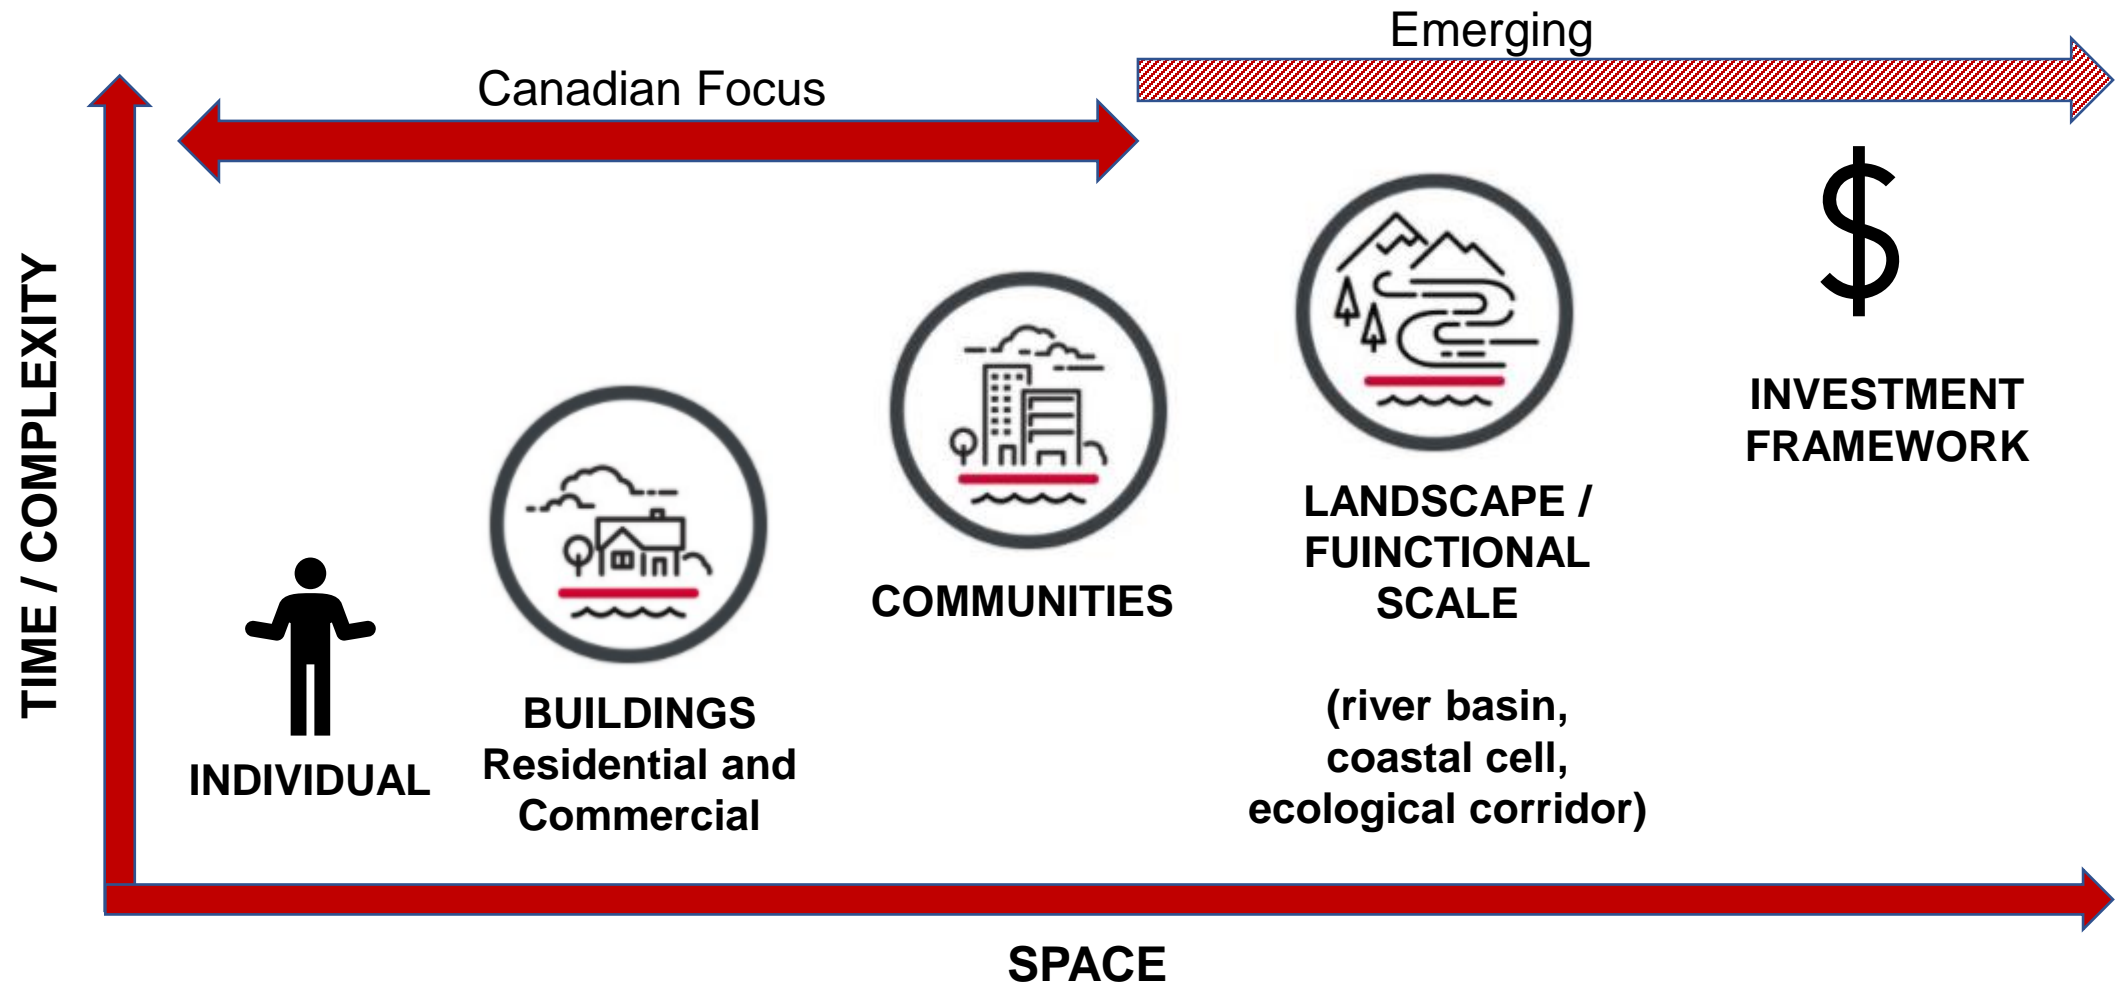 Emerging
Canadian Focus
TIME / COMPLEXITY
INDIVIDUAL
BUILDINGS
Residential and
Commercial
COMMUNITIES
LANDSCAPE /
FUINCTIONAL
SCALE
(river basin,
coastal cell,
ecological corridor)
$
INVESTMENT
FRAMEWORK
SPACE